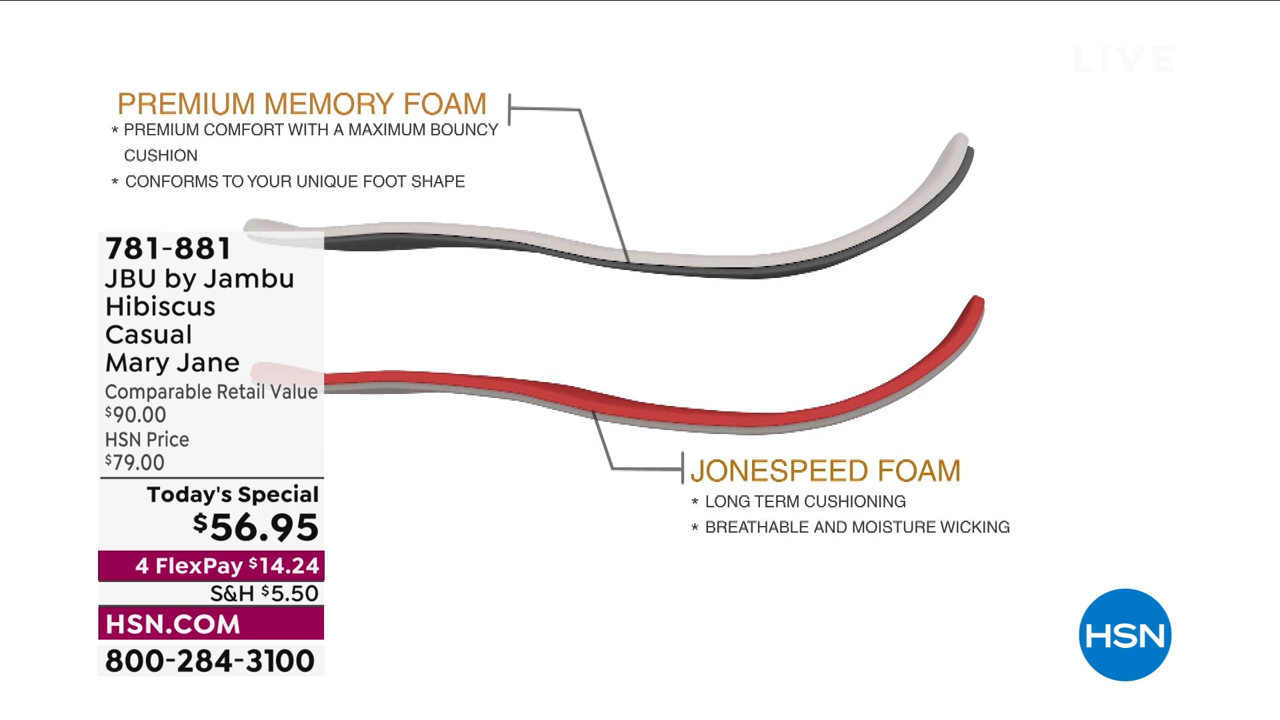 LIVE
PREMIUM MEMORY FOAM
* PREMIUM COMFORT WITH A MAXIMUM BOUNCY
CUSHION
* CONFORMS TO YOUR UNIQUE FOOT SHAPE
781-881
JBU by Jambu
Hibiscus
Casual
Mary Jane
Comparable Retail Value
$90.00
HSN Price
$79.00
Today's Special
$56.95
4 FlexPay $14.24
S&H $5.50
HSN.COM
800-284-3100
JONESPEED FOAM
* LONG TERM CUSHIONING
* BREATHABLE AND MOISTURE WICKING
HSN